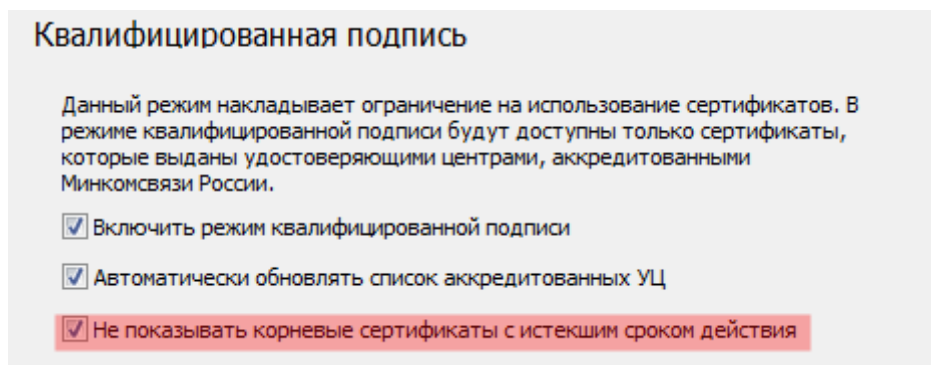 Квалифицированная подпись
Данный режим накладывает ограничение на использование сертификатов. В
режиме квалифицированной подписи будут доступны только сертификаты,
которые выданы удостоверяющими центрами, аккредитованными
Минкомсвязи России.
Включить режим квалифицированной подписи
Автоматически обновлять список аккредитованных УЦ
Не показывать корневые сертификаты с истекшим сроком действия